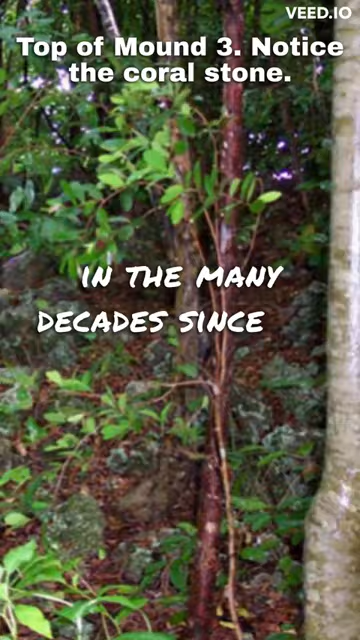 VEED.IO
Top of Mound 3. Notice
the coral stone.
IN THE MANY
DECADES SINCE